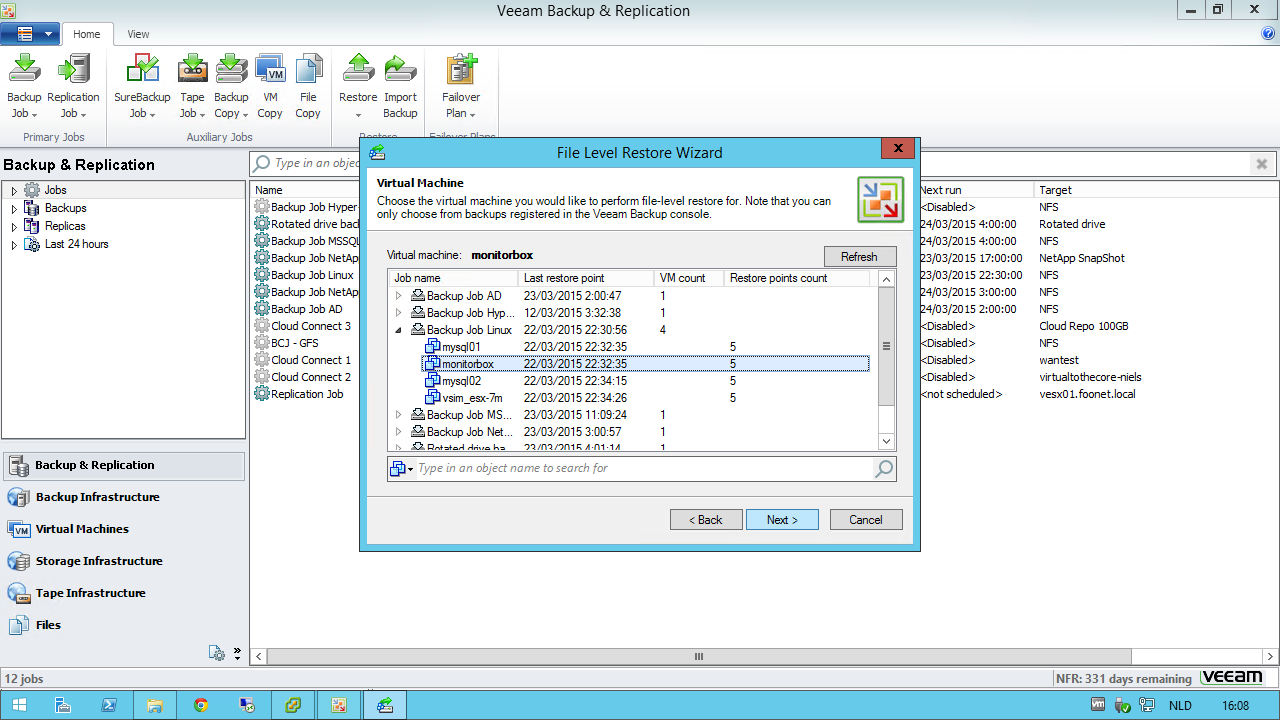 Veeam Backup & Replication
Home
View
Backup Job
Replication Job
SureBackup Job
Tape Job
Backup Copy
VM Copy
File Copy
Restore
Import Backup
Failover Plan
Primary Jobs
Auxiliary Jobs
Restore
Failover Plans
Backup & Replication
Jobs
Backups
Replicas
Last 24 hours
Type in an objec
Name
Next run
Target
Backup Job Hyper
<Disabled>
NFS
Rotated drive back
24/03/2015 4:00:00
Rotated drive
Backup Job MSSQL
24/03/2015 4:00:00
NFS
Backup Job NetApp
23/03/2015 17:00:00
NetApp SnapShot
Backup Job Linux
23/03/2015 22:30:00
NFS
Backup Job NetApp
24/03/2015 3:00:00
NFS
Backup Job AD
24/03/2015 2:00:00
NFS
Cloud Connect 3
<Disabled>
Cloud Repo 100GB
BCJ - GFS
<Disabled>
NFS
Cloud Connect 1
<Disabled>
wantest
Cloud Connect 2
<Disabled>
virtualtothecore-niels
Replication Job
<not scheduled>
vesx01.foonet.local
File Level Restore Wizard
Virtual Machine
Choose the virtual machine you would like to perform file-level restore for. Note that you can
only choose from backups registered in the Veeam Backup console.
Virtual machine: monitorbox
Refresh
Job name Last restore point VM count Restore points count
Backup Job AD 23/03/2015 2:00:47 1
Backup Job Hyp... 12/03/2015 3:32:38 1
Backup Job Linux 22/03/2015 22:30:56 4
mysql01 22/03/2015 22:32:35 5
monitorbox 22/03/2015 22:32:35 5
mysql02 22/03/2015 22:34:15 5
vsim_esx-7m 22/03/2015 22:34:26 5
Backup Job MS... 23/03/2015 11:09:24 1
Backup Job Net... 23/03/2015 3:00:57 1
Rotated drive ba... 23/03/2015 4:01:14 1
Type in an object name to search for
< Back
Next >
Cancel
Backup & Replication
Backup Infrastructure
Virtual Machines
Storage Infrastructure
Tape Infrastructure
Files
12 jobs
NFR: 331 days remaining
veeam
NLD
16:08